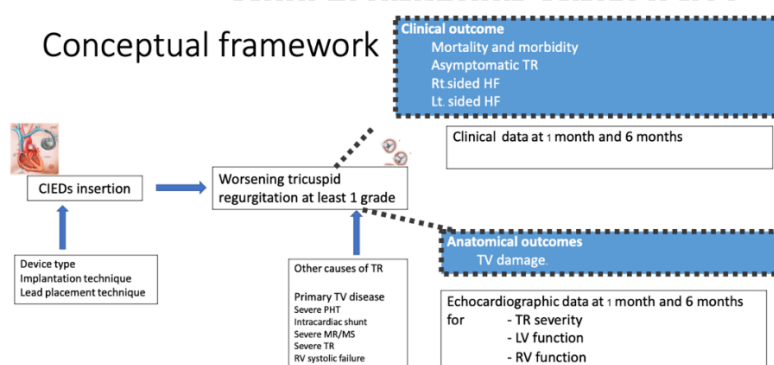 Conceptual framework
Clinical outcome
Mortality and morbidity
Asymptomatic TR
Rt.sided HF
Lt. sided HF
Clinical data at 1 month and 6 months
CIEDs insertion
Worsening tricuspid
regurgitation at least 1 grade
Anatomical outcomes
TV damage.
Device type
Implantation technique
Lead placement technique
Other causes of TR
Primary TV disease
Severe PHT
Intracardiac shunt
Severe MR/MS
Severe TR
RV systolic failure
Echocardiographic data at 1 month and 6 months
for - TR severity
- LV function
- RV function